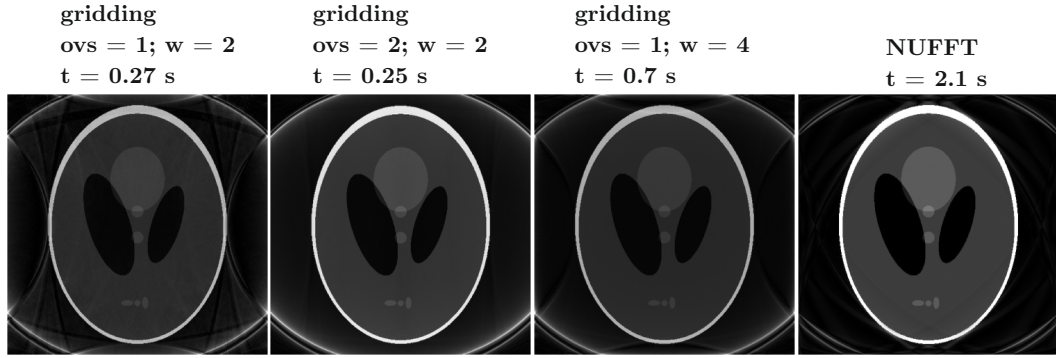 gridding
ovs = 1; w = 2
t = 0.27 s
gridding
ovs = 2; w = 2
t = 0.25 s
gridding
ovs = 1; w = 4
t = 0.7 s
NUFFT
t = 2.1 s